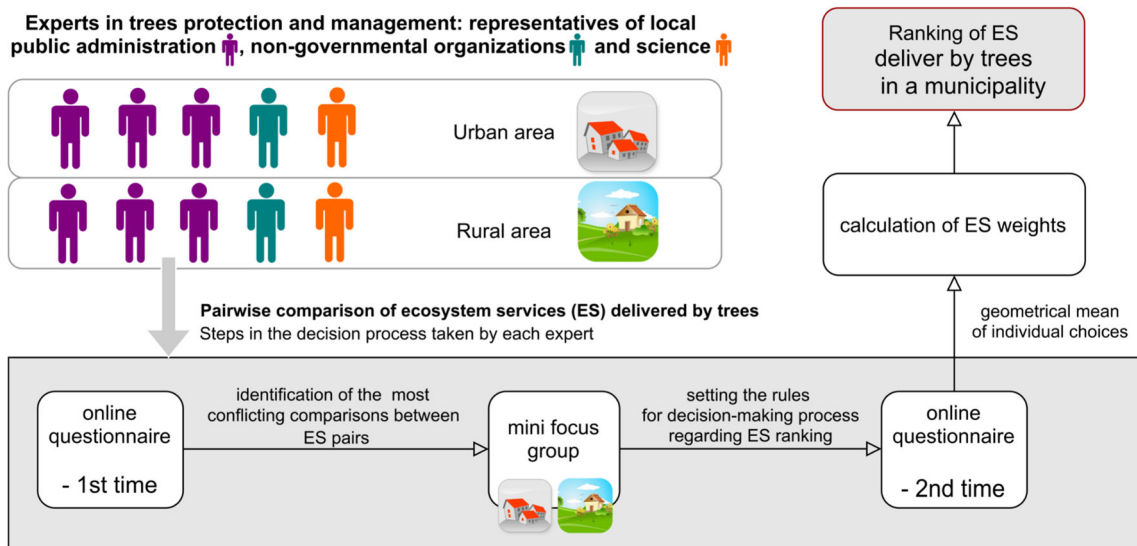 Experts in trees protection and management: representatives of local
public administration , non-governmental organizations and science
Urban area
Rural area
Pairwise comparison of ecosystem services (ES) delivered by trees
Steps in the decision process taken by each expert
online
questionnaire
- 1st time
identification of the most
conflicting comparisons between
ES pairs
mini focus
group
setting the rules
for decision-making process
regarding ES ranking
online
questionnaire
- 2nd time
geometrical mean
of individual choices
calculation of ES weights
Ranking of ES
deliver by trees
in a municipality